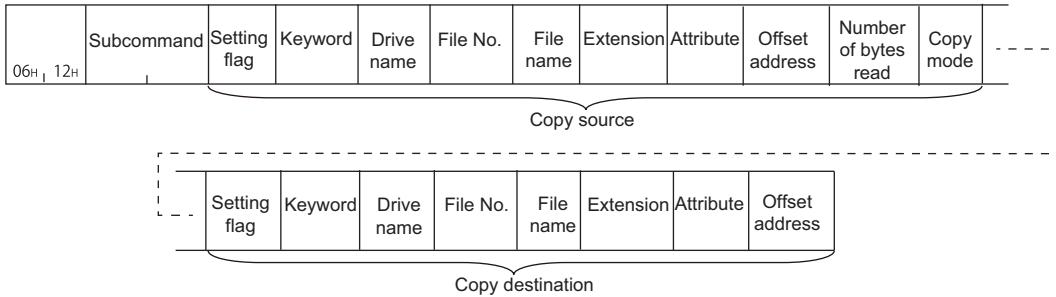 06H 12H
Subcommand
Setting flag
Keyword
Drive name
File No.
File name
Extension
Attribute
Offset address
Number of bytes read
Copy mode
Copy source
Setting flag
Keyword
Drive name
File No.
File name
Extension
Attribute
Offset address
Copy destination